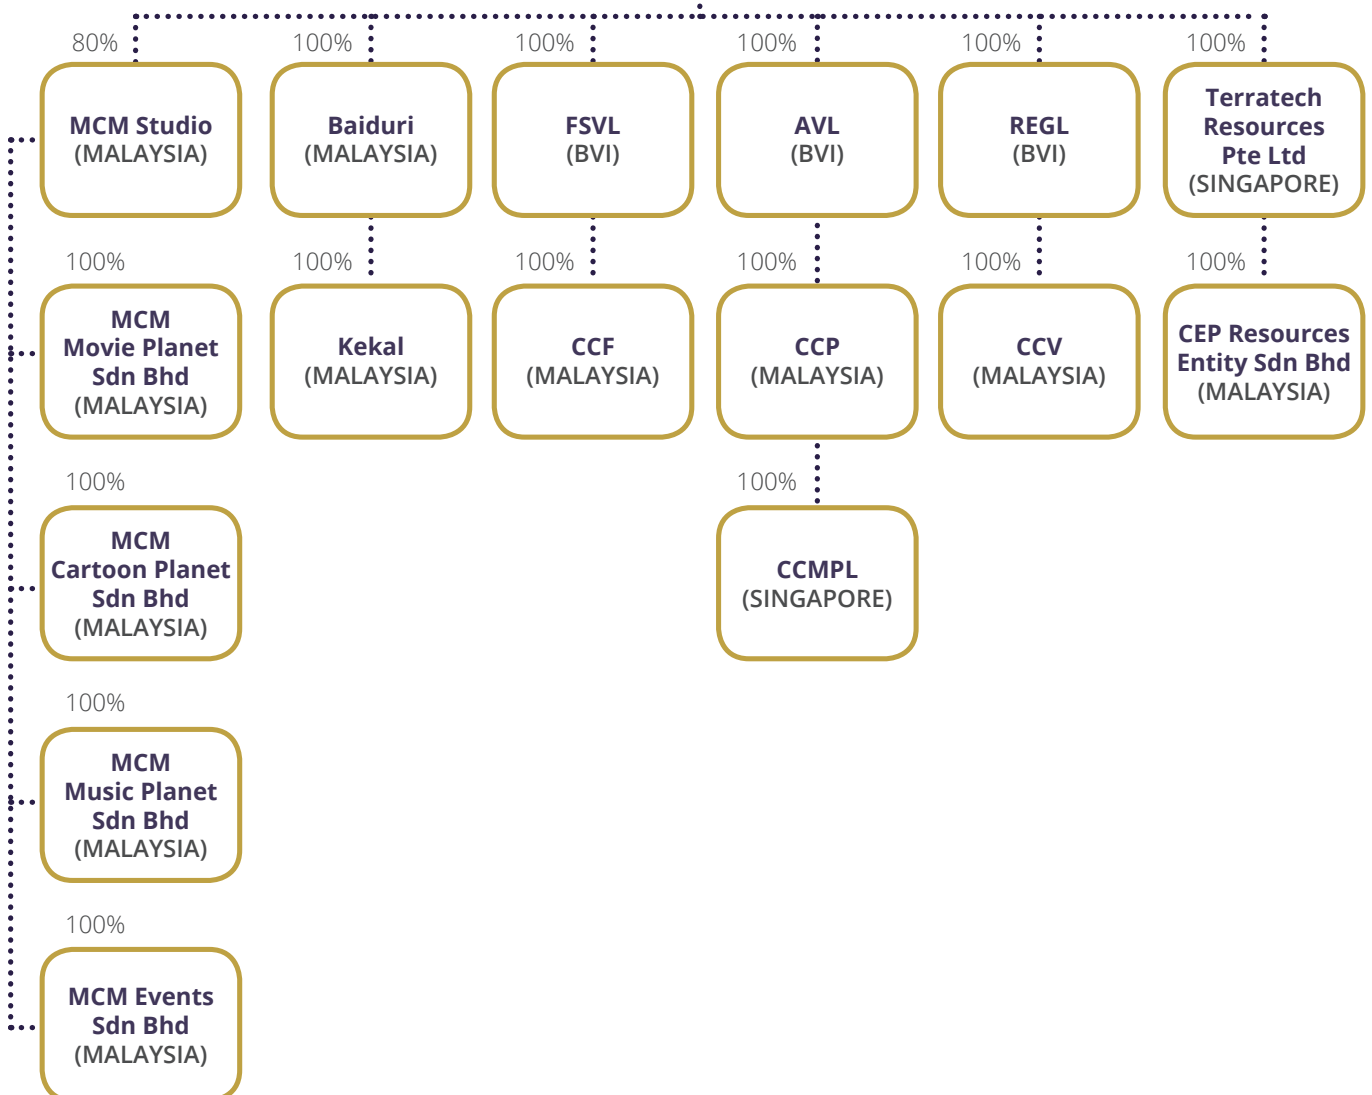 80%
100%
100%
100%
100%
100%
MCM Studio
(MALAYSIA)
Baiduri
(MALAYSIA)
FSVL
(BVI)
AVL
(BVI)
REGL
(BVI)
Terratech
Resources
Pte Ltd
(SINGAPORE)
100%
100%
100%
100%
100%
100%
MCM
Movie Planet
Sdn Bhd
(MALAYSIA)
Kekal
(MALAYSIA)
CCF
(MALAYSIA)
CCP
(MALAYSIA)
CCV
(MALAYSIA)
CEP Resources
Entity Sdn Bhd
(MALAYSIA)
100%
100%
MCM
Cartoon Planet
Sdn Bhd
(MALAYSIA)
CCMPL
(SINGAPORE)
100%
MCM
Music Planet
Sdn Bhd
(MALAYSIA)
100%
MCM Events
Sdn Bhd
(MALAYSIA)